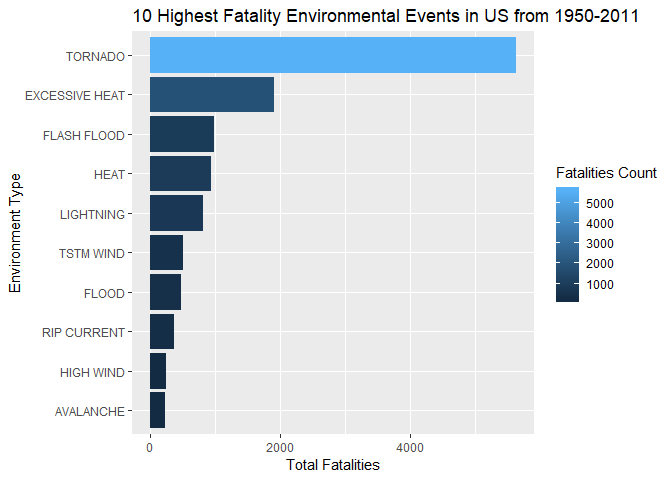 10 Highest Fatality Environmental Events in US from 1950-2011
TORNADO
EXCESSIVE HEAT
FLASH FLOOD
HEAT
LIGHTNING
TSTM WIND
FLOOD
RIP CURRENT
HIGH WIND
AVALANCHE
Environment Type
0
2000
4000
Total Fatalities
Fatalities Count
5000
4000
3000
2000
1000